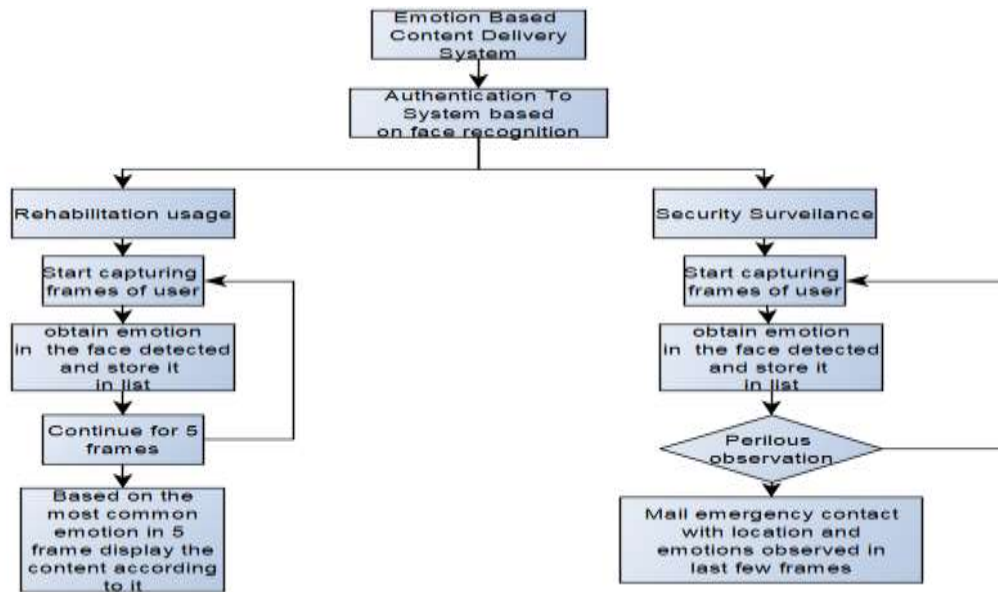 Emotion Based
Content Delivery
System
Authentication To
System based
on face recognition
Rehabilitation usage
Start capturing
frames of user
obtain emotion
in the face detected
and store it
in list
Continue for 5
frames
Based on the
most common
emotion in 5
frame display the
content according
to it
Security Surveilance
Start capturing
frames of user
obtain emotion
in the face detected
and store it
in list
Perilous
observation
Mail emergency contact
with location and
emotions observed in
last few frames